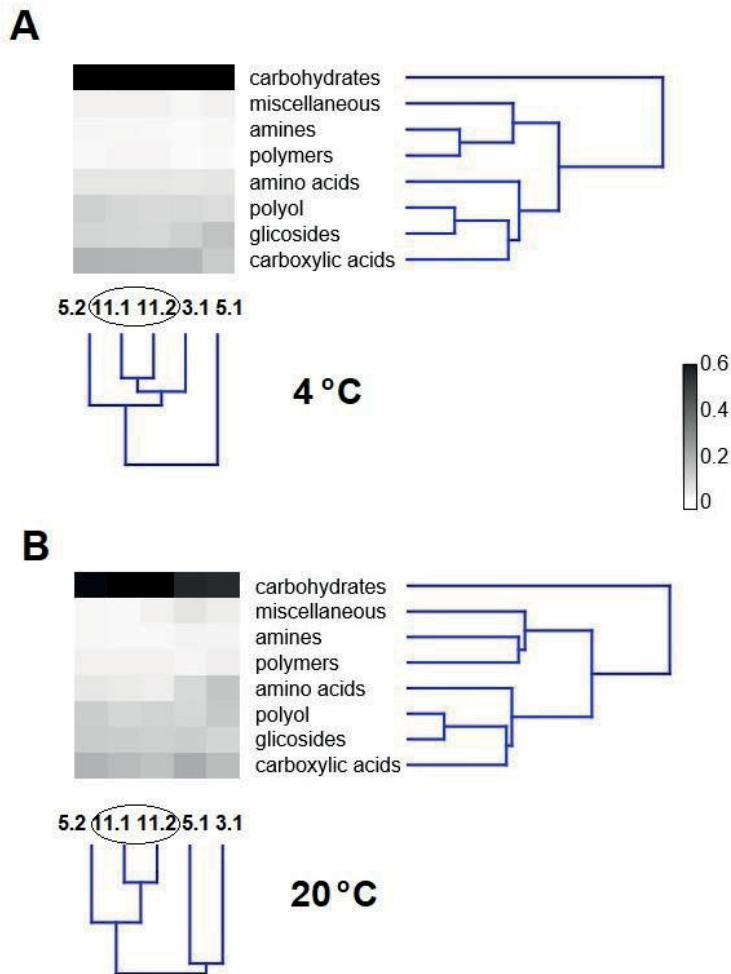 A
carbohydrates
miscellaneous
amines
polymers
amino acids
polyol
glicosides
carboxylic acids
5.2 11.1 11.2 3.1 5.1
4 °C
0.6
0.4
0.2
0
B
carbohydrates
miscellaneous
amines
polymers
amino acids
polyol
glicosides
carboxylic acids
5.2 11.1 11.2 5.1 3.1
20 °C